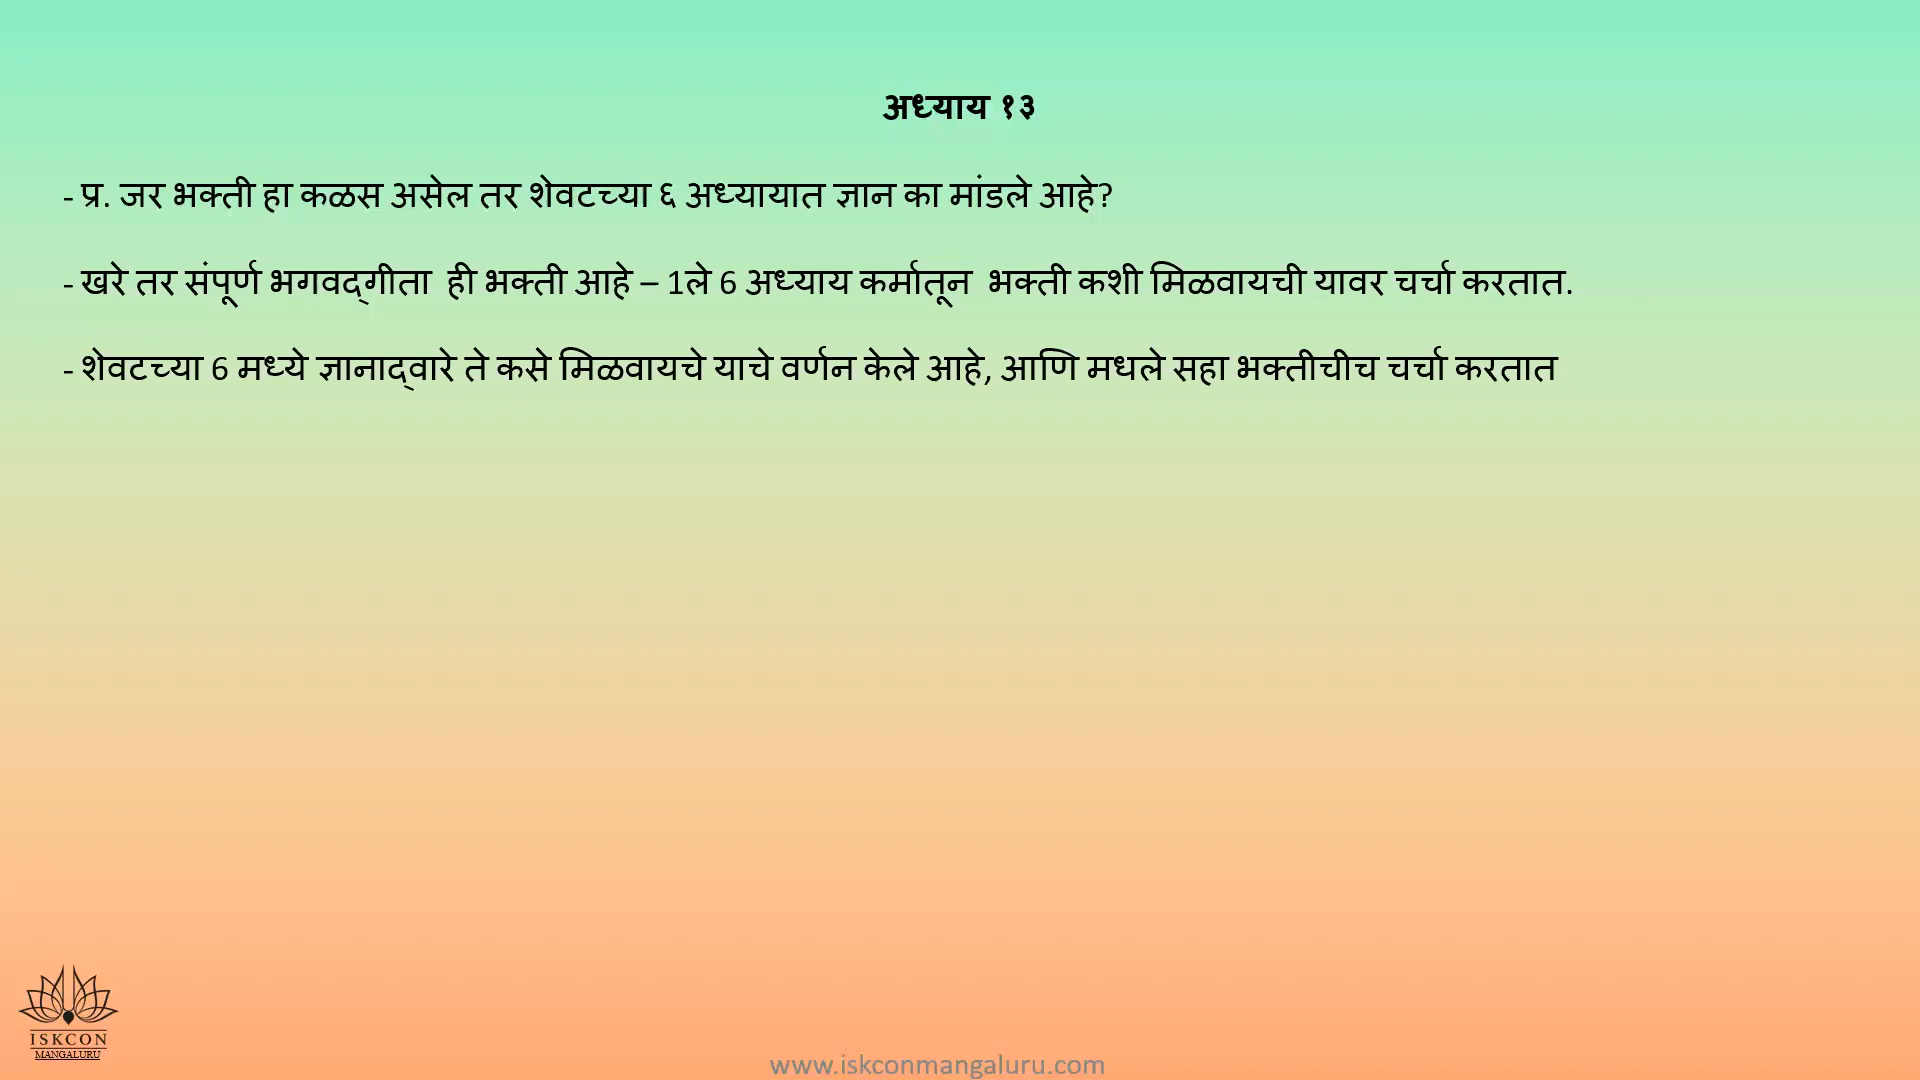 अध्याय १३
- प्र. जर भक्ती हा कळस असेल तर शेवटच्या ६ अध्यायात ज्ञान का मांडले आहे?
- खरे तर संपूर्ण भगवद्‌गीता ही भक्ती आहे – 1ले 6 अध्याय कर्मातून भक्ती कशी मिळवायची यावर चर्चा करतात.
- शेवटच्या 6 मध्ये ज्ञानाद्‌वारे ते कसे मिळवायचे याचे वर्णन केले आहे, आणि मधले सहा भक्तीचीच चर्चा करतात
ISKCON
MANGALURU
www.iskconmangaluru.com